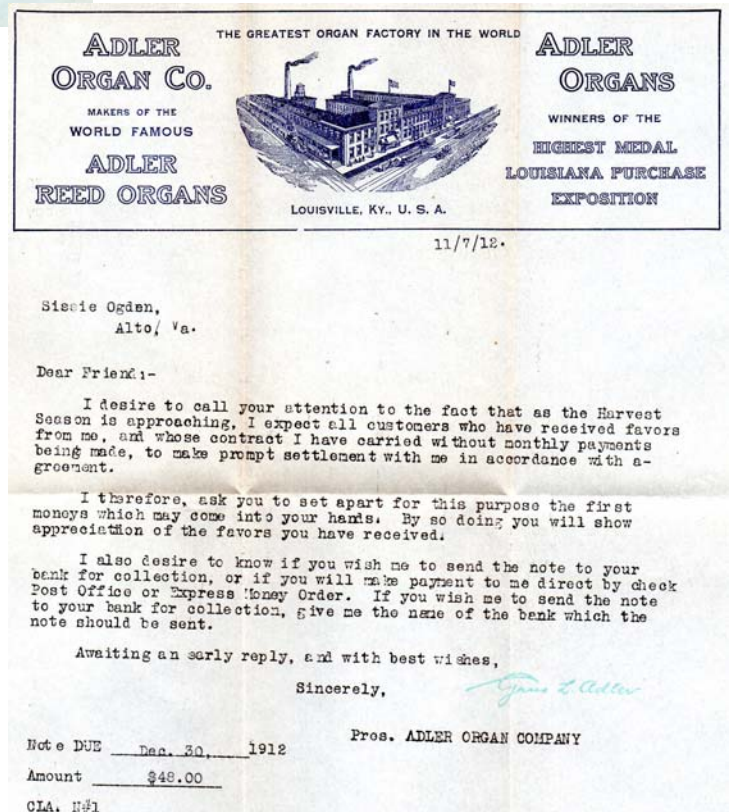 ADLER
ORGAN CO.
MAKERS OF THE
WORLD FAMOUS
ADLER
REED ORGANS
THE GREATEST ORGAN FACTORY IN THE WORLD
LOUISVILLE, KY., U. S. A.
ADLER
ORGANS
WINNERS OF THE
HIGHEST MEDAL
LOUISIANA PURCHASE
EXPOSITION
11/7/12.
Sissie Ogden,
Alto/ Va.
Dear Friend:-
I desire to call your attention to the fact that as the Harvest
Season is approaching, I expect all customers who have received favors
from me, and whose contract I have carried without monthly payments
being made, to make prompt settlement with me in accordance with a-
greement.
I therefore, ask you to set apart for this purpose the first
moneys which may come into your hands. By so doing you will show
appreciation of the favors you have received.
I also desire to know if you wish me to send the note to your
bank for collection, or if you will make payment to me direct by check
Post Office or Express Money Order. If you wish me to send the note
to your bank for collection, give me the name of the bank which the
note should be sent.
Awaiting an early reply, and with best wishes,
Sincerely,
Cyrus L. Adler
Pres. ADLER ORGAN COMPANY
Note DUE Dec. 30, 1912
Amount $48.00
CLA. N#1